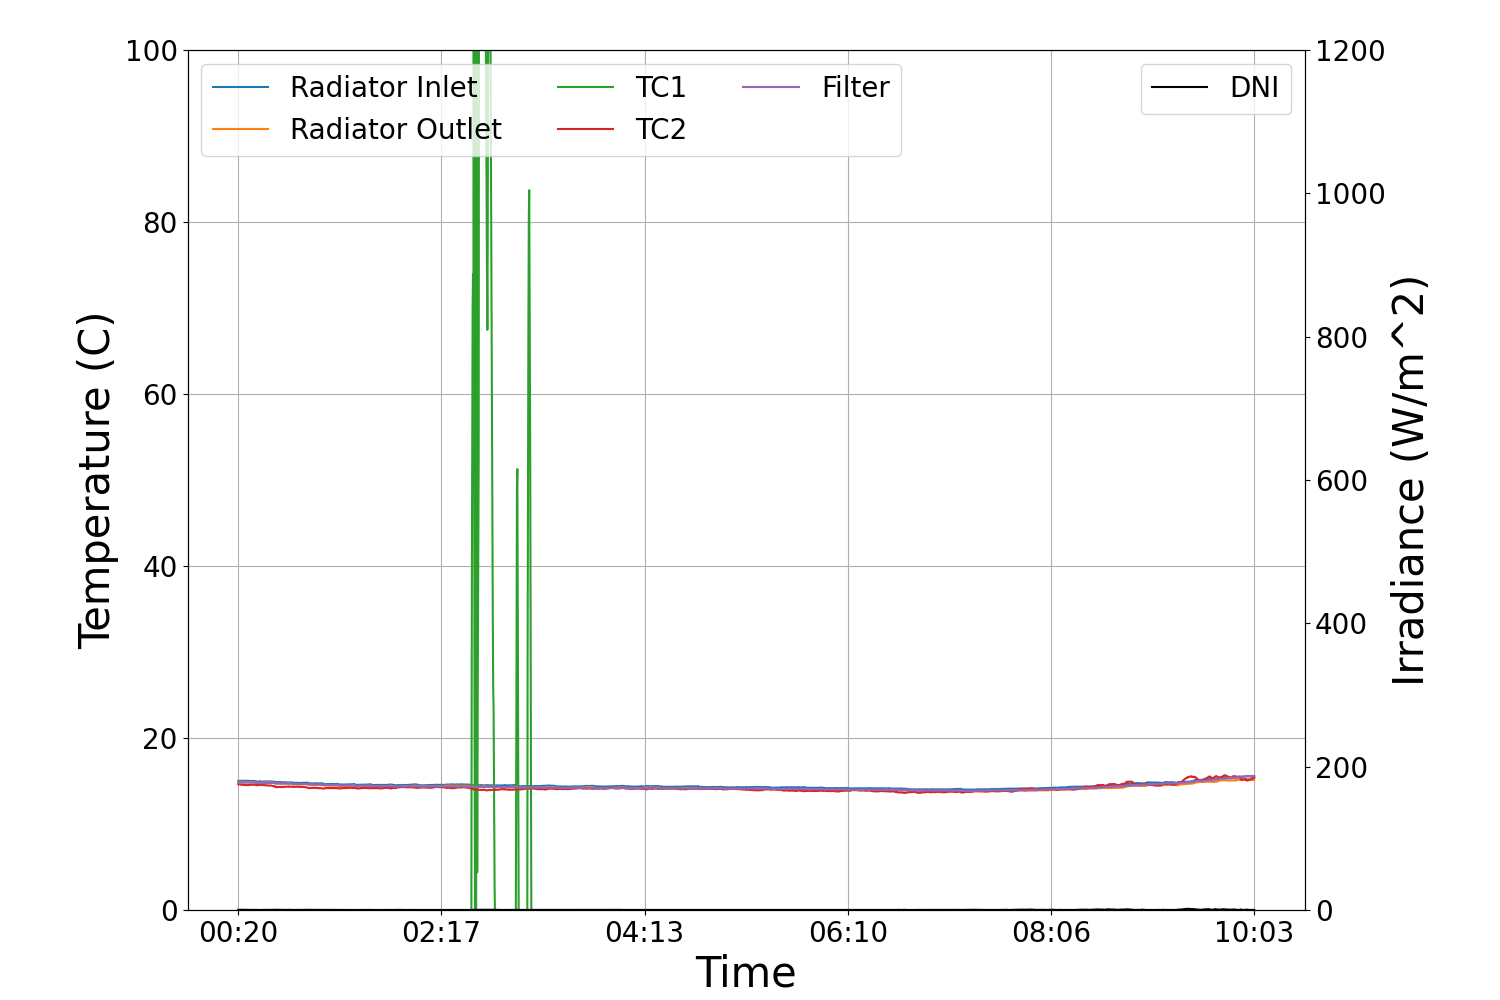 100
80
60
40
20
0
Temperature (C)
Radiator Inlet
Radiator Outlet
TC1
TC2
Filter
DNI
1200
1000
800
600
400
200
0
Irradiance (W/m^2)
00:20 02:17 04:13 06:10 08:06 10:03
Time